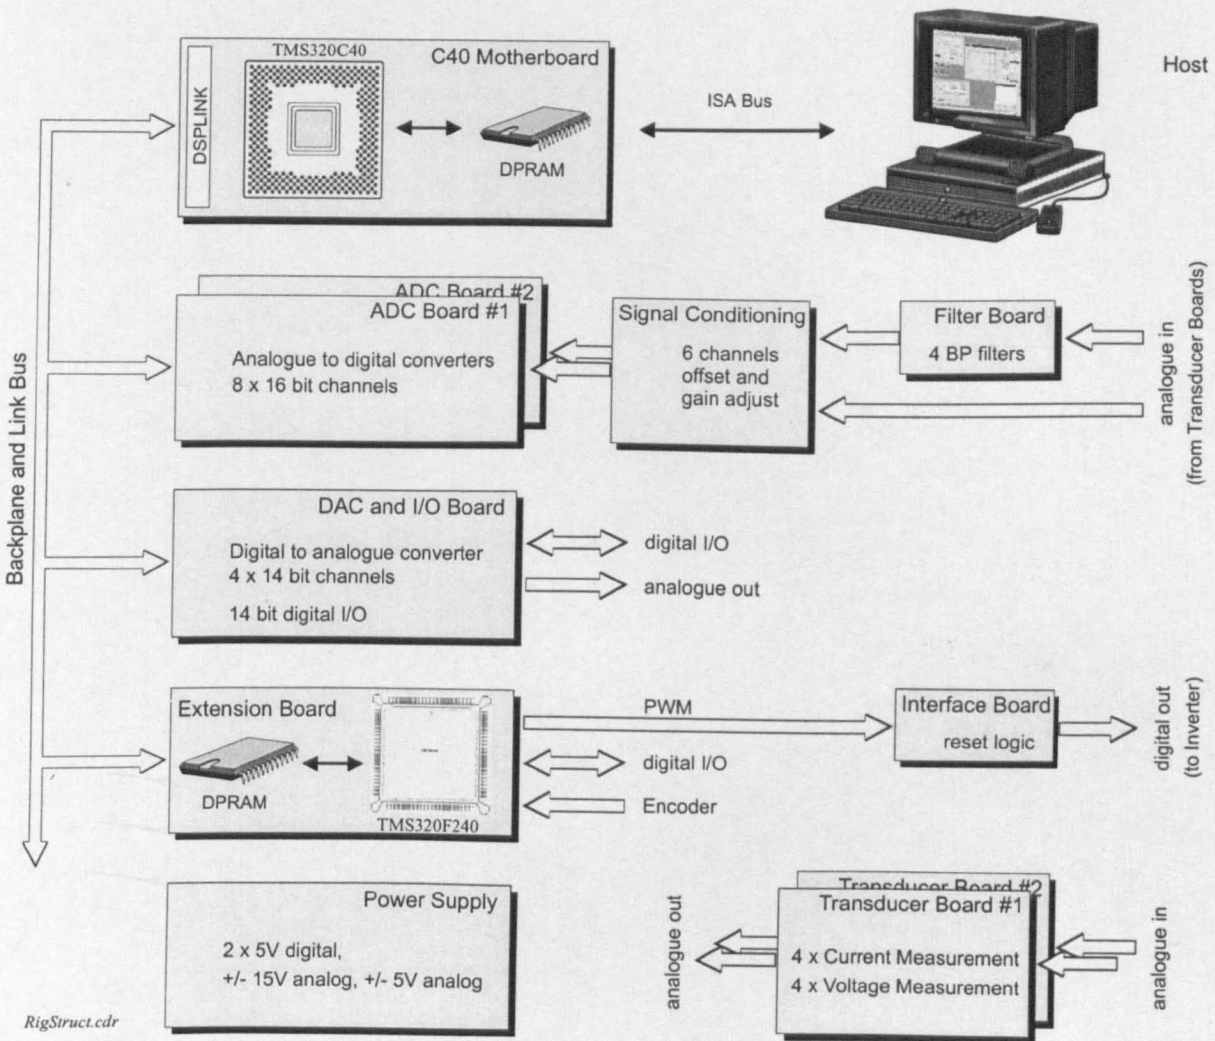 TMS320C40
C40 Motherboard
DSPLINK
DPRAM
ISA Bus
Host
Backplane and Link Bus
ADC Board #2
ADC Board #1
Analogue to digital converters
8 x 16 bit channels
Signal Conditioning
6 channels
offset and
gain adjust
Filter Board
4 BP filters
analogue in
(from Transducer Boards)
DAC and I/O Board
Digital to analogue converter
4 x 14 bit channels
14 bit digital I/O
digital I/O
analogue out
Extension Board
DPRAM
TMS320F240
PWM
digital I/O
Encoder
Interface Board
reset logic
digital out
(to Inverter)
Power Supply
2 x 5V digital,
+/- 15V analog, +/- 5V analog
analogue out
Transducer Board #2
Transducer Board #1
4 x Current Measurement
4 x Voltage Measurement
analogue in
RigStruct.cdr